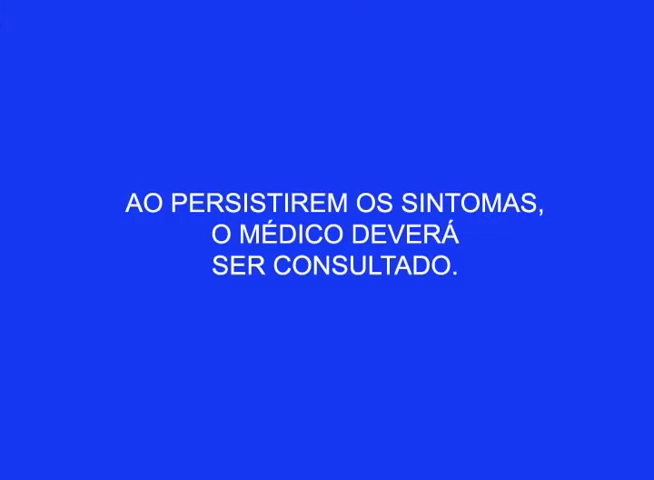 AO PERSISTIREM OS SINTOMAS,
O MÉDICO DEVERÁ
SER CONSULTADO.